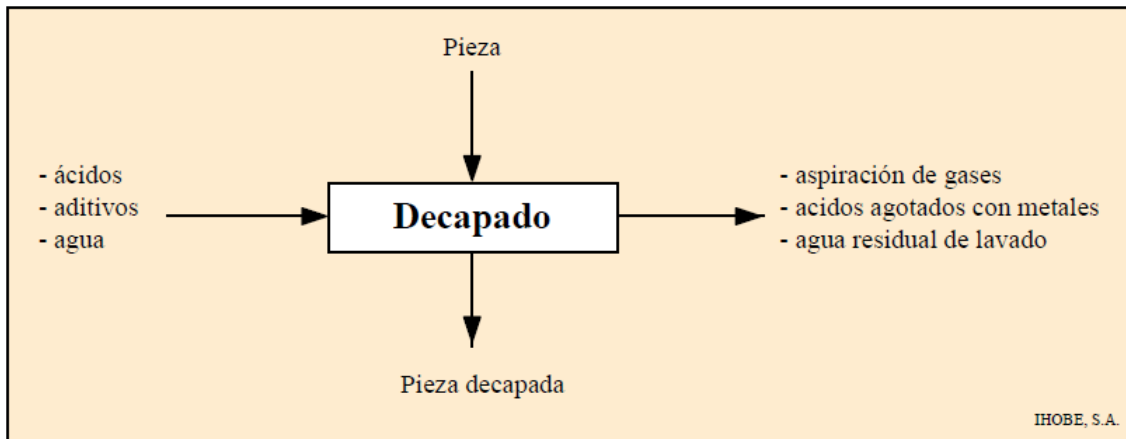 Pieza
- ácidos
- aditivos
- agua
Decapado
- aspiración de gases
- acidos agotados con metales
- agua residual de lavado
Pieza decapada
IHOBE, S.A.